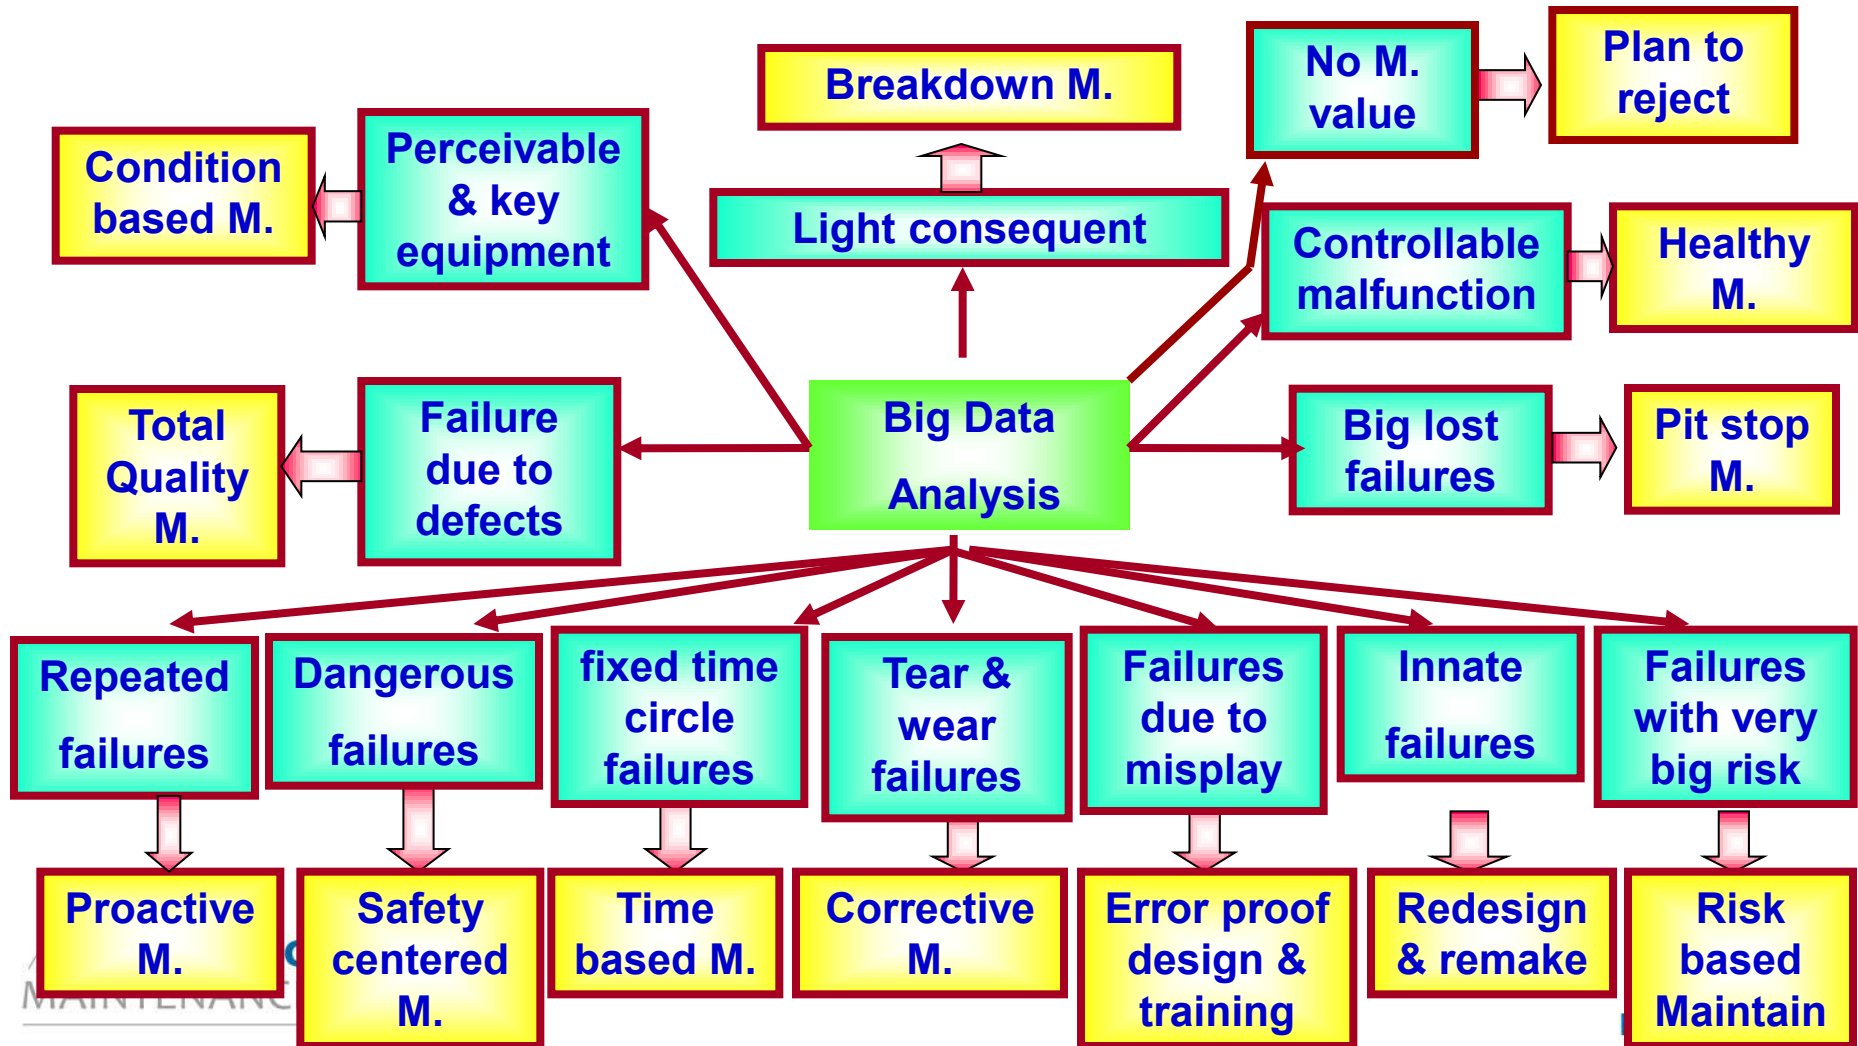 Breakdown M.
No M.
value
Plan to
reject
Condition
based M.
Perceivable
& key
equipment
Light consequent
Controllable
malfunction
Healthy
M.
Total
Quality
M.
Failure
due to
defects
Big Data
Analysis
Big lost
failures
Pit stop
M.
Repeated
failures
Dangerous
failures
fixed time
circle
failures
Tear &
wear
failures
Failures
due to
misplay
Innate
failures
Failures
with very
big risk
Proactive
M.
Safety
centered
M.
Time
based M.
Corrective
M.
Error proof
design &
training
Redesign
& remake
Risk
based
Maintain